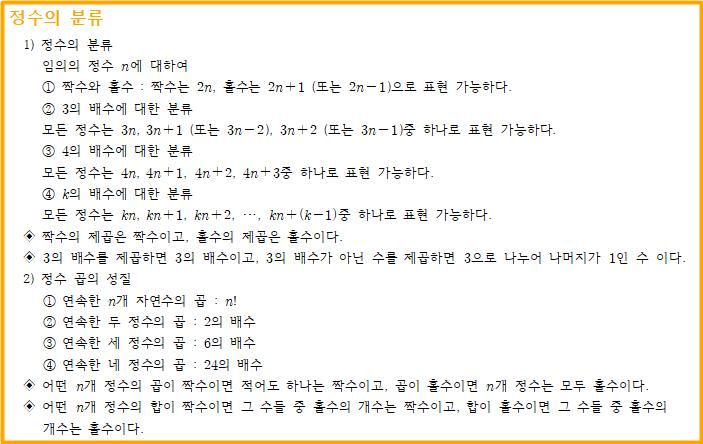 정수의 분류
1) 정수의 분류
임의의 정수 n에 대하여
① 짝수와 홀수 : 짝수는 2n, 홀수는 2n+1 (또는 2n-1)으로 표현 가능하다.
② 3의 배수에 대한 분류
모든 정수는 3n, 3n+1 (또는 3n-2), 3n+2 (또는 3n-1)중 하나로 표현 가능하다.
③ 4의 배수에 대한 분류
모든 정수는 4n, 4n+1, 4n+2, 4n+3중 하나로 표현 가능하다.
④ k의 배수에 대한 분류
모든 정수는 kn, kn+1, kn+2, ⋯, kn+(k-1)중 하나로 표현 가능하다.
◈ 짝수의 제곱은 짝수이고, 홀수의 제곱은 홀수이다.
◈ 3의 배수를 제곱하면 3의 배수이고, 3의 배수가 아닌 수를 제곱하면 3으로 나누어 나머지가 1인 수 이다.
2) 정수 곱의 성질
① 연속한 n개 자연수의 곱 : n!
② 연속한 두 정수의 곱 : 2의 배수
③ 연속한 세 정수의 곱 : 6의 배수
④ 연속한 네 정수의 곱 : 24의 배수
◈ 어떤 n개 정수의 곱이 짝수이면 적어도 하나는 짝수이고, 곱이 홀수이면 n개 정수는 모두 홀수이다.
◈ 어떤 n개 정수의 합이 짝수이면 그 수들 중 홀수의 개수는 짝수이고, 합이 홀수이면 그 수들 중 홀수의
개수는 홀수이다.